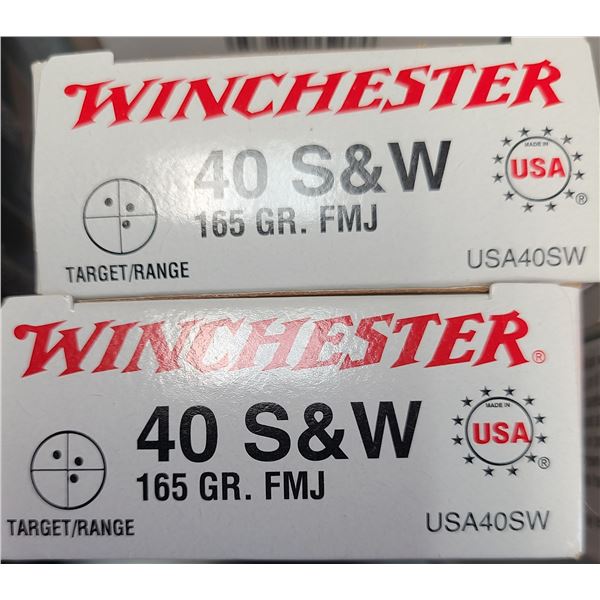 WINCHESTER
40 S&W
165 GR. FMJ
MADE IN
USA
®
TARGET/RANGE
USA40SW
WINCHESTER®
40 S&W
165 GR. FMJ
MADE IN
USA
®
TARGET/RANGE
USA40SW